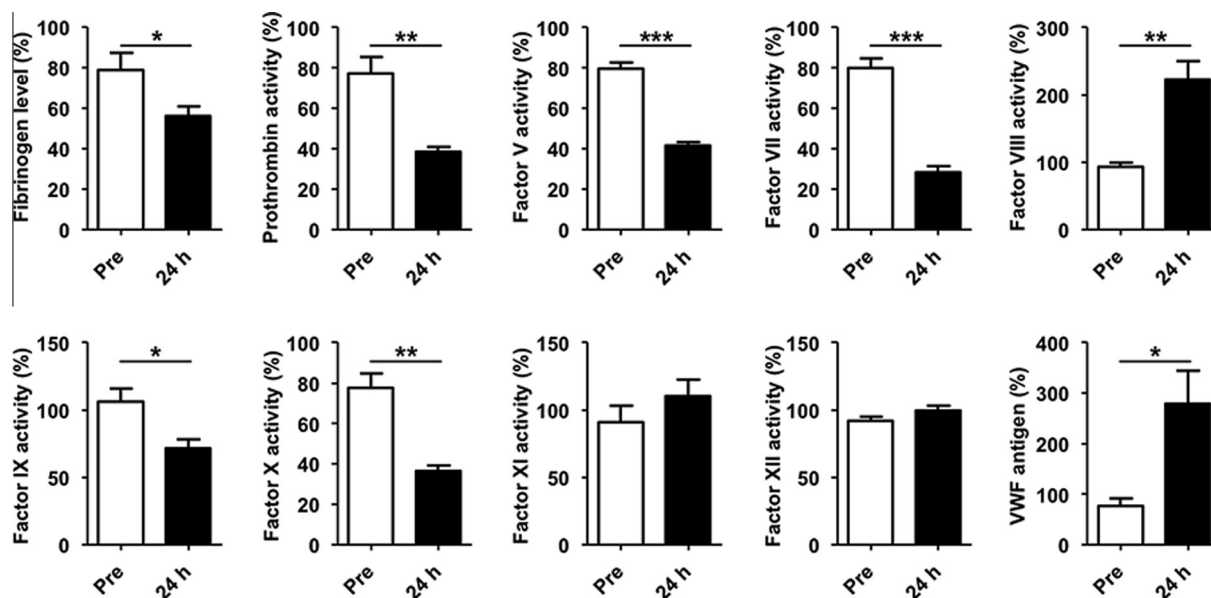 Fibrinogen level (%)
100
80
60
40
20
0
*
Pre
24 h
Prothrombin activity (%)
100
80
60
40
20
0
**
Pre
24 h
Factor V activity (%)
100
80
60
40
20
0
***
Pre
24 h
Factor VII activity (%)
100
80
60
40
20
0
***
Pre
24 h
Factor VIII activity (%)
300
200
100
0
**
Pre
24 h
Factor IX activity (%)
150
100
50
0
*
Pre
24 h
Factor X activity (%)
100
80
60
40
20
0
**
Pre
24 h
Factor XI activity (%)
150
100
50
0
Pre
24 h
Factor XII activity (%)
150
100
50
0
Pre
24 h
VWF antigen (%)
400
300
200
100
0
*
Pre
24 h